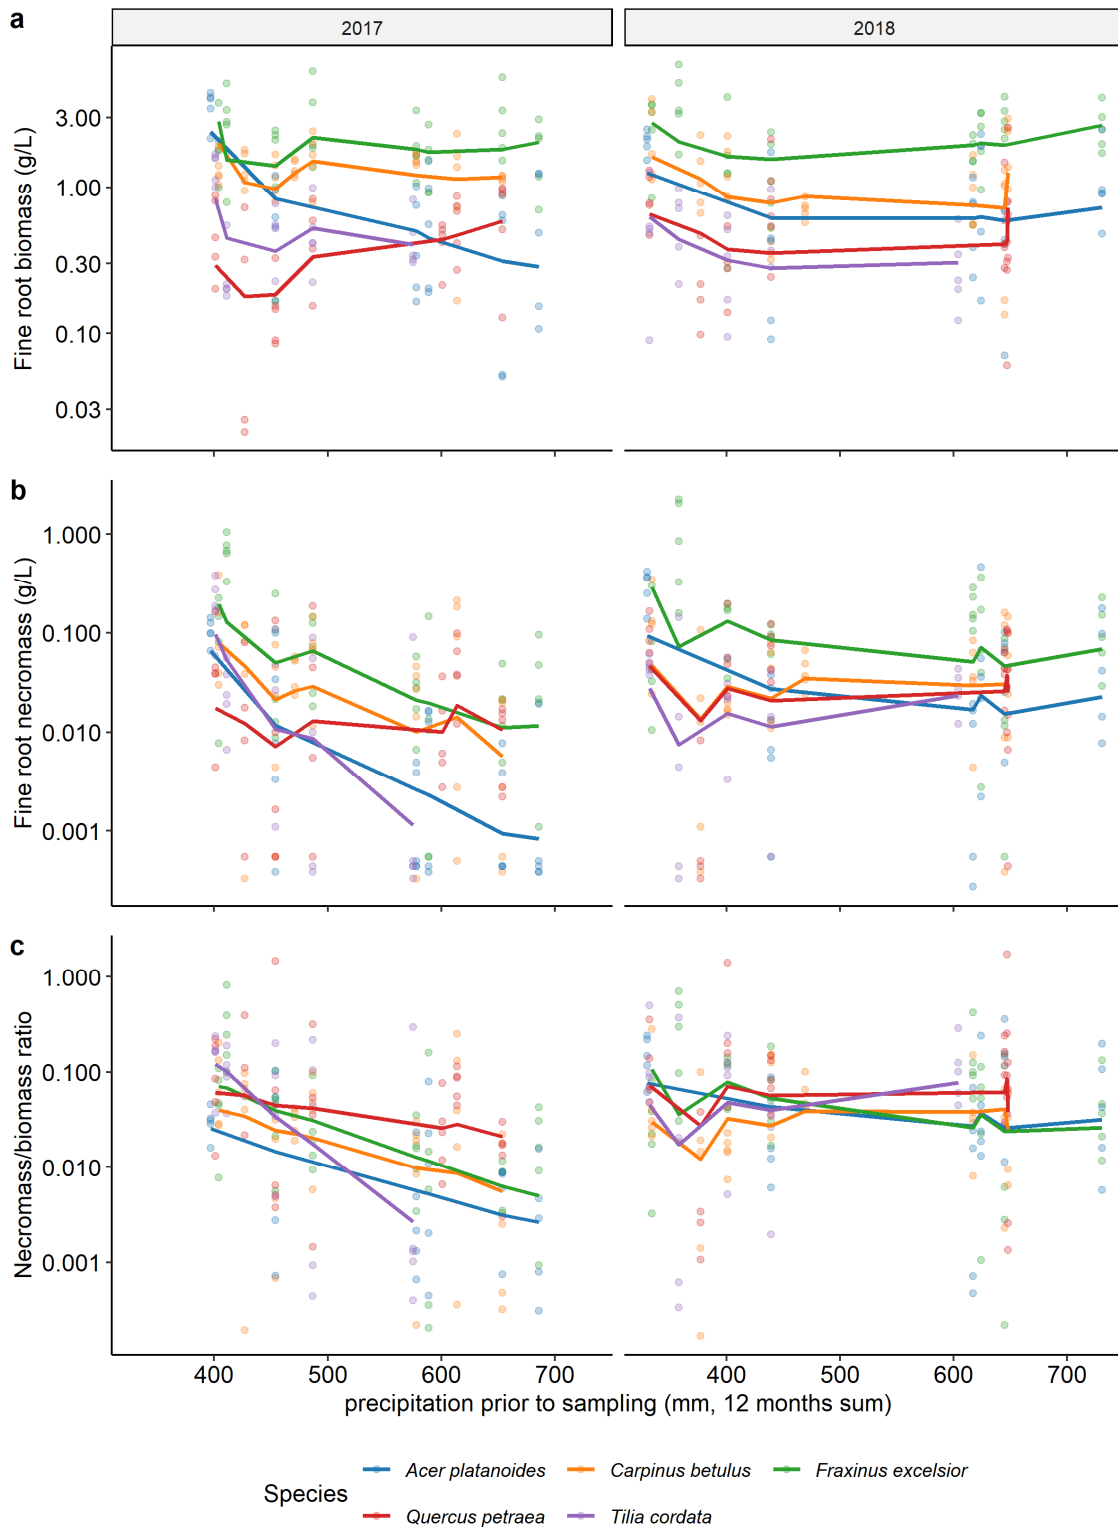 a
2017
2018
Fine root biomass (g/L)
3.00
1.00
0.30
0.10
0.03
b
Fine root necromass (g/L)
1.000
0.100
0.010
0.001
c
Necromass/biomass ratio
1.000
0.100
0.010
0.001
400 500 600 700 400 500 600 700
precipitation prior to sampling (mm, 12 months sum)
Species
Acer platanoides Carpinus betulus Fraxinus excelsior
Quercus petraea Tilia cordata